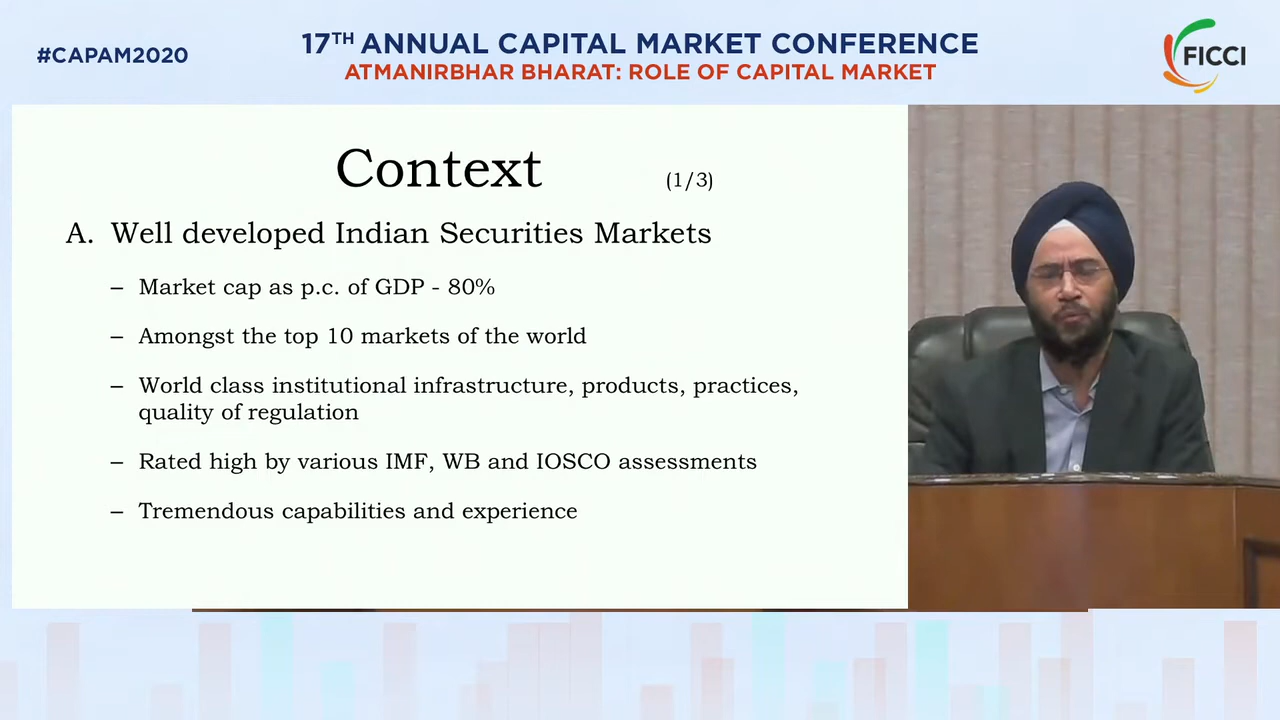 #CAPAM2020
17TH ANNUAL CAPITAL MARKET CONFERENCE
ATMANIRBHAR BHARAT: ROLE OF CAPITAL MARKET
FICCI
Context (1/3)
A. Well developed Indian Securities Markets
– Market cap as p.c. of GDP - 80%
– Amongst the top 10 markets of the world
– World class institutional infrastructure, products, practices,
quality of regulation
– Rated high by various IMF, WB and IOSCO assessments
– Tremendous capabilities and experience